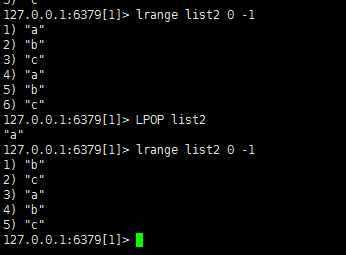 5) "c"
127.0.0.1:6379[1]> lrange list2 0 -1
1) "a"
2) "b"
3) "c"
4) "a"
5) "b"
6) "c"
127.0.0.1:6379[1]> LPOP list2
"a"
127.0.0.1:6379[1]> lrange list2 0 -1
1) "b"
2) "c"
3) "a"
4) "b"
5) "c"
127.0.0.1:6379[1]>